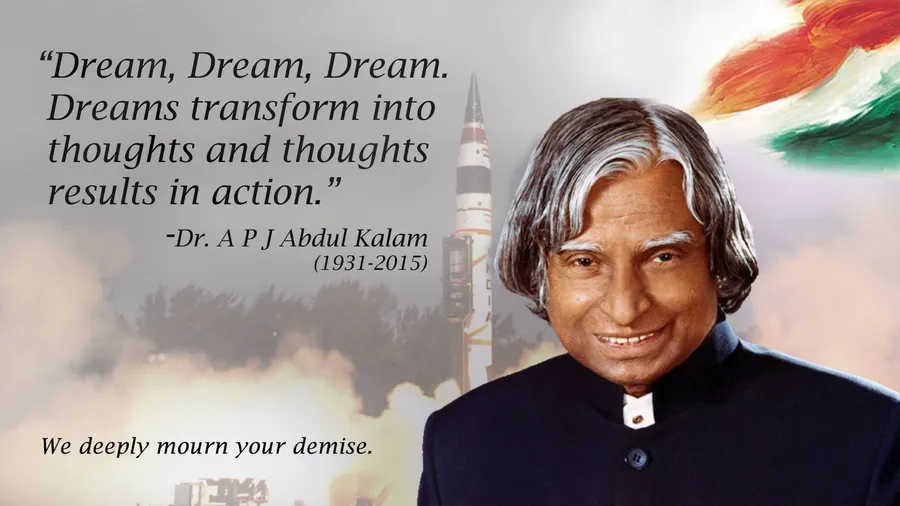 “Dream, Dream, Dream.
Dreams transform into
thoughts and thoughts
results in action.”
-Dr. A P J Abdul Kalam
(1931-2015)
We deeply mourn your demise.